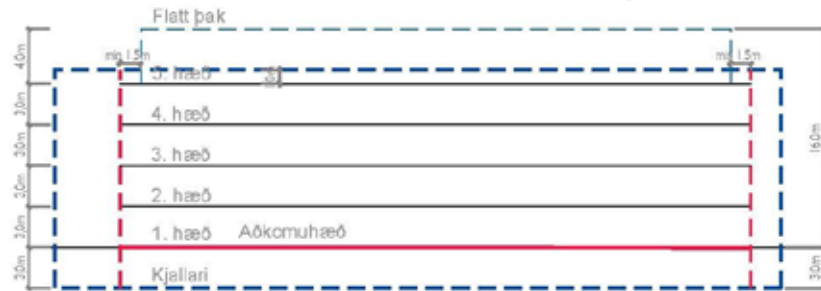 Flatt þak
4.0m
min 1.5m
min 1.5m
5. hæð
4. hæð
3.0m
3. hæð
3.0m
16.0m
2. hæð
3.0m
1. hæð Aðkomuhæð
3.0m
Kjallari
3.0m
3.0m